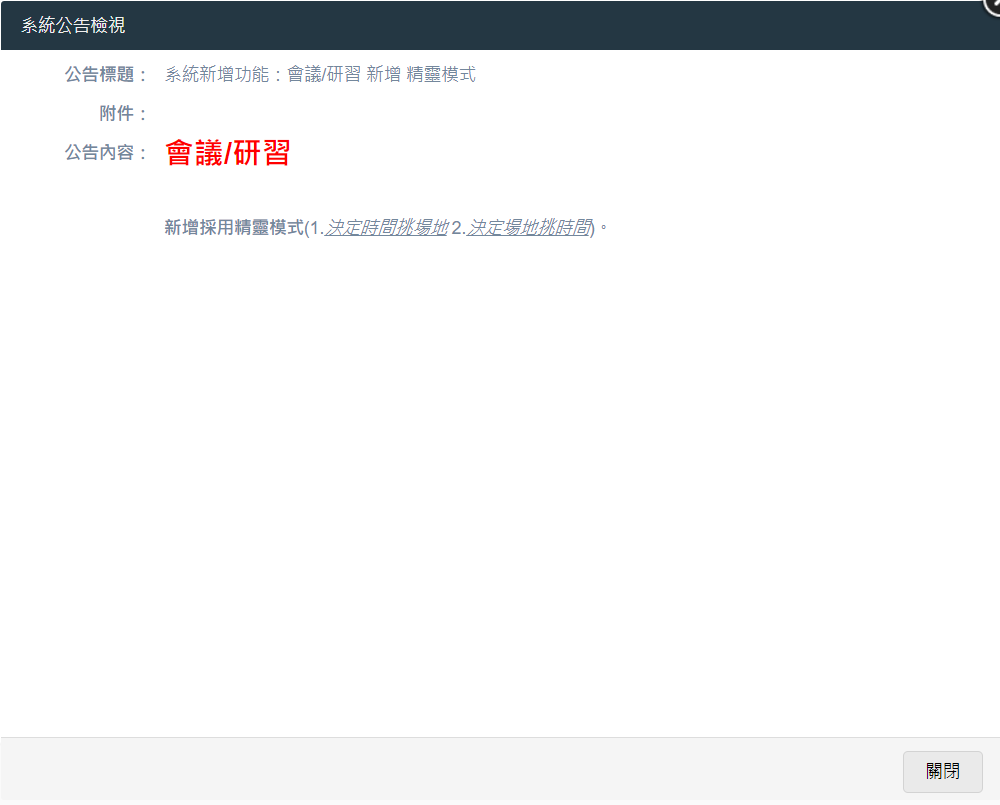 系統公告檢視
公告標題： 系統新增功能：會議/研習 新增 精靈模式
附件：
公告內容： 會議/研習
新增採用精靈模式(1.決定時間挑場地 2.決定場地挑時間)。
關閉